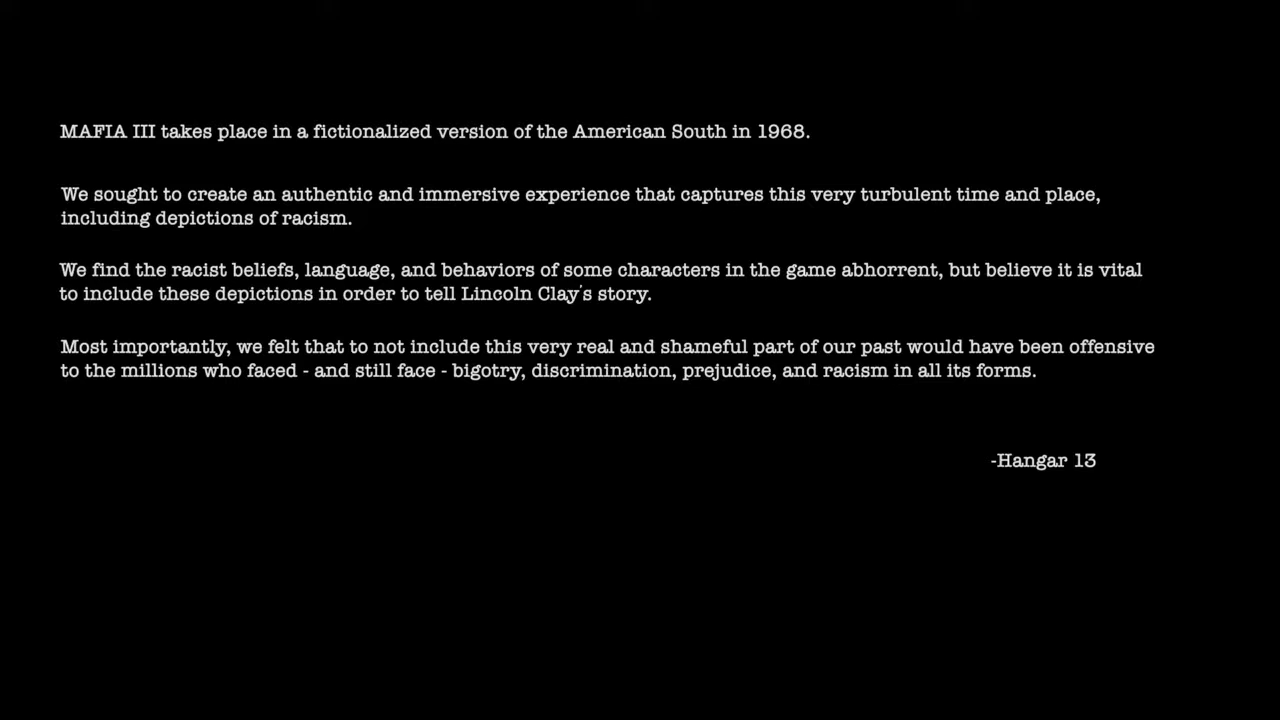 MAFIA III takes place in a fictionalized version of the American South in 1968.
We sought to create an authentic and immersive experience that captures this very turbulent time and place,
including depictions of racism.
We find the racist beliefs, language, and behaviors of some characters in the game abhorrent, but believe it is vital
to include these depictions in order to tell Lincoln Clay's story.
Most importantly, we felt that to not include this very real and shameful part of our past would have been offensive
to the millions who faced - and still face - bigotry, discrimination, prejudice, and racism in all its forms.
-Hangar 13